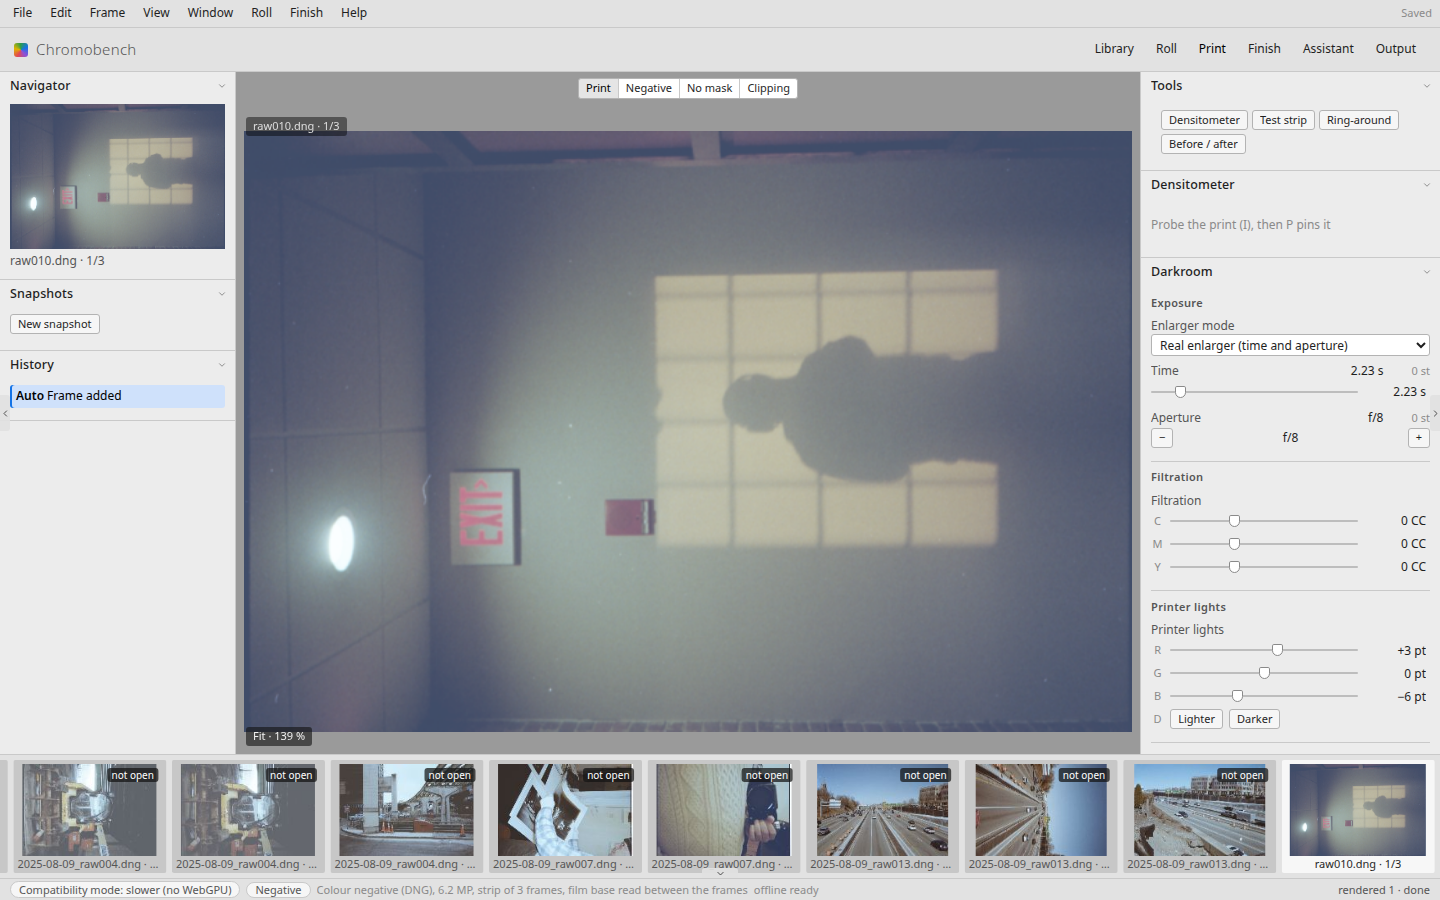 File Edit Frame View Window Roll Finish Help Saved
Chromobench Library Roll Print Finish Assistant Output
Navigator
raw010.dng · 1/3
Snapshots
New snapshot
History
Auto Frame added
Print Negative No mask Clipping
raw010.dng · 1/3
EXIT
Fit · 139 %
Tools
Densitometer Test strip Ring-around
Before / after
Densitometer
Probe the print (I), then P pins it
Darkroom
Exposure
Enlarger mode
Real enlarger (time and aperture)
Time 2.23 s 0 st
2.23 s
Aperture f/8 0 st
− f/8 +
Filtration
Filtration
C 0 CC
M 0 CC
Y 0 CC
Printer lights
Printer lights
R +3 pt
G 0 pt
B −6 pt
D Lighter Darker
not open not open not open not open not open not open not open not open
2025-08-09_raw004.dng · ... 2025-08-09_raw004.dng · ... 2025-08-09_raw004.dng · ... 2025-08-09_raw007.dng · ... 2025-08-09_raw007.dng · ... 2025-08-09_raw013.dng · ... 2025-08-09_raw013.dng · ... 2025-08-09_raw013.dng · ... raw010.dng · 1/3
Compatibility mode: slower (no WebGPU) Negative Colour negative (DNG), 6.2 MP, strip of 3 frames, film base read between the frames offline ready rendered 1 · done